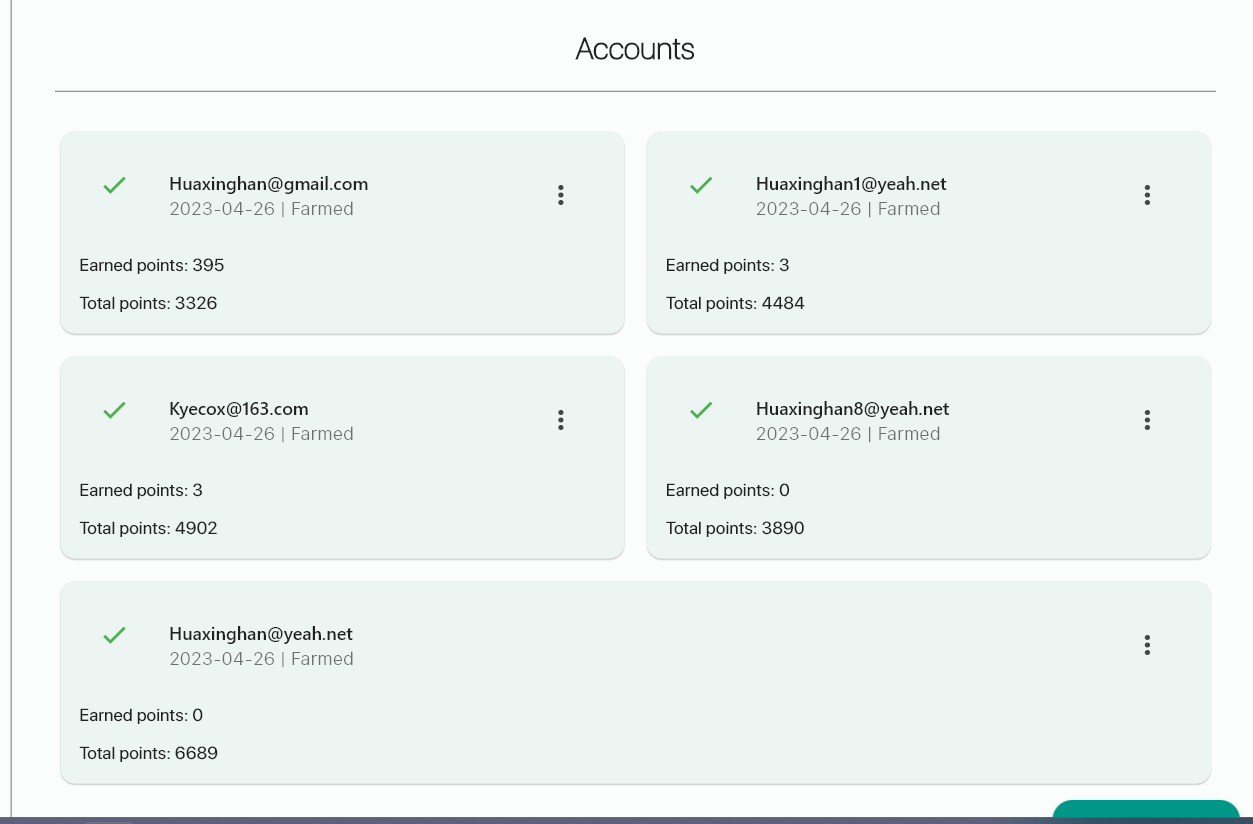 Accounts
Huaxinghan@gmail.com
2023-04-26 | Farmed
Earned points: 395
Total points: 3326
Huaxinghan1@yeah.net
2023-04-26 | Farmed
Earned points: 3
Total points: 4484
Kyecox@163.com
2023-04-26 | Farmed
Earned points: 3
Total points: 4902
Huaxinghan8@yeah.net
2023-04-26 | Farmed
Earned points: 0
Total points: 3890
Huaxinghan@yeah.net
2023-04-26 | Farmed
Earned points: 0
Total points: 6689